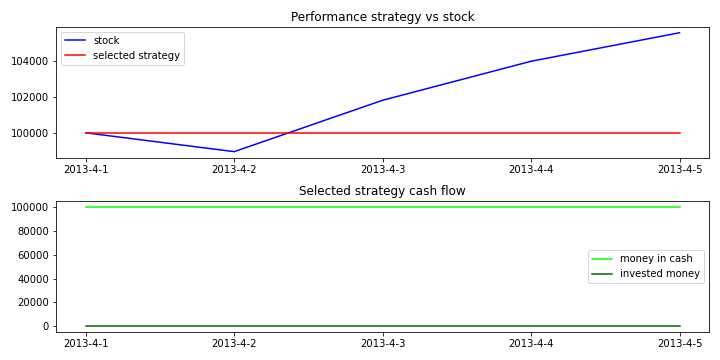 Performance strategy vs stock
stock
selected strategy
104000
102000
100000
2013-4-1 2013-4-2 2013-4-3 2013-4-4 2013-4-5
Selected strategy cash flow
100000
80000
60000
40000
20000
0
money in cash
invested money
2013-4-1 2013-4-2 2013-4-3 2013-4-4 2013-4-5